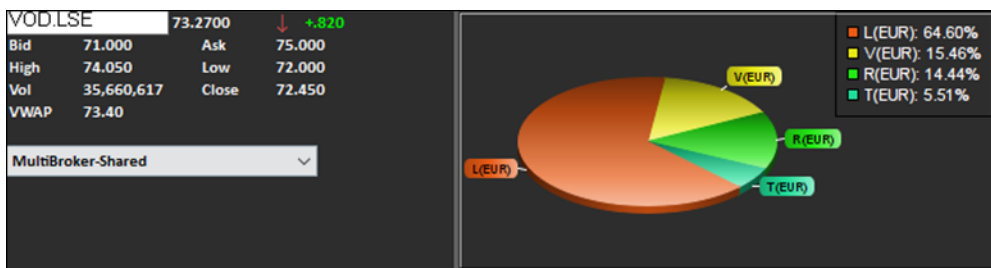 VOD.LSE 73.2700 ↓ +.820
Bid 71.000 Ask 75.000
High 74.050 Low 72.000
Vol 35,660,617 Close 72.450
VWAP 73.40
MultiBroker-Shared
L(EUR): 64.60%
V(EUR): 15.46%
R(EUR): 14.44%
T(EUR): 5.51%
V(EUR)
R(EUR)
L(EUR)
T(EUR)